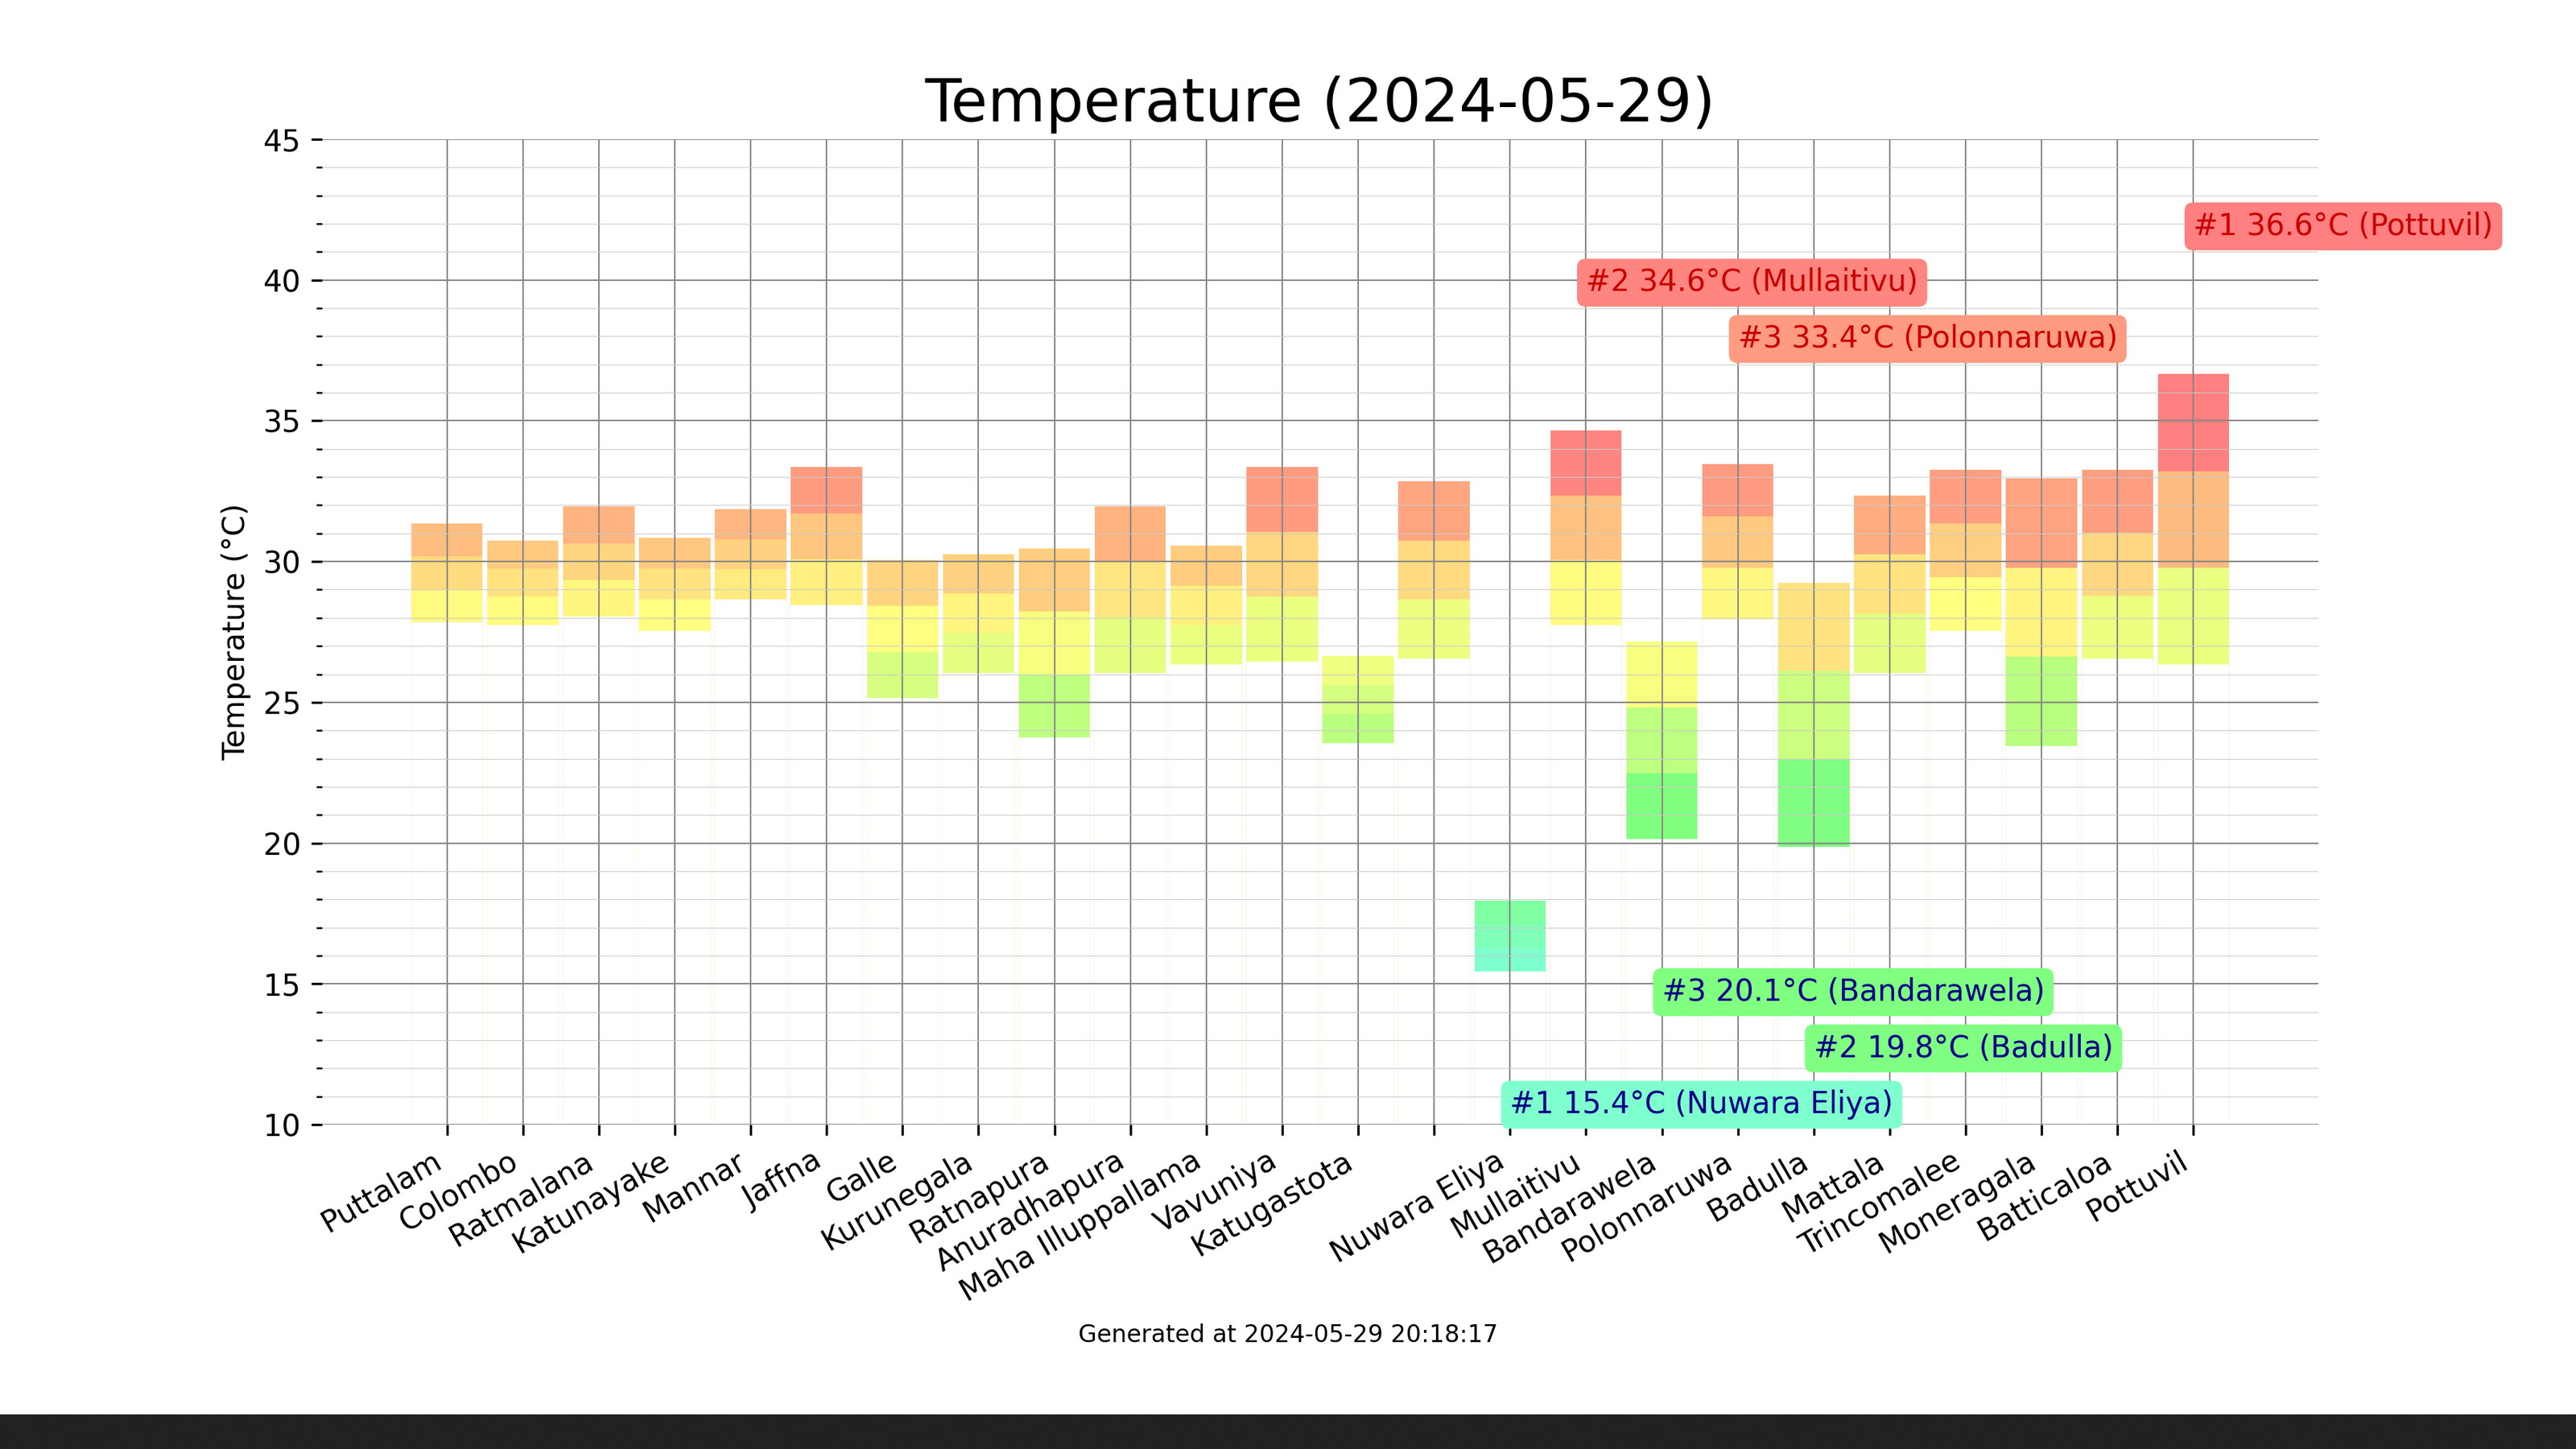 Temperature (2024-05-29)
45
40
35
30
25
20
15
10
Temperature (°C)
#1 36.6°C (Pottuvil)
#2 34.6°C (Mullaitivu)
#3 33.4°C (Polonnaruwa)
#3 20.1°C (Bandarawela)
#2 19.8°C (Badulla)
#1 15.4°C (Nuwara Eliya)
Puttalam
Colombo
Ratmalana
Katunayake
Mannar
Jaffna
Galle
Kurunegala
Ratnapura
Anuradhapura
Maha Illuppallama
Vavuniya
Katugastota
Nuwara Eliya
Mullaitivu
Bandarawela
Polonnaruwa
Badulla
Mattala
Trincomalee
Moneragala
Batticaloa
Pottuvil
Generated at 2024-05-29 20:18:17